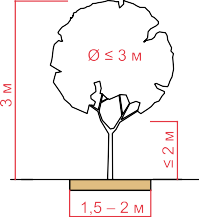 Ø ≤ 3 м
3 м
≤ 2 м
1,5 – 2 м